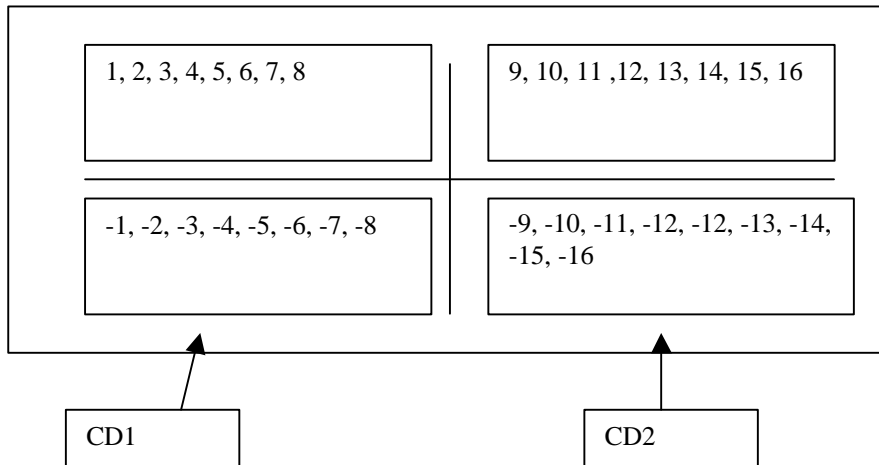 1, 2, 3, 4, 5, 6, 7, 8
9, 10, 11 ,12, 13, 14, 15, 16
-1, -2, -3, -4, -5, -6, -7, -8
-9, -10, -11, -12, -12, -13, -14,
-15, -16
CD1
CD2